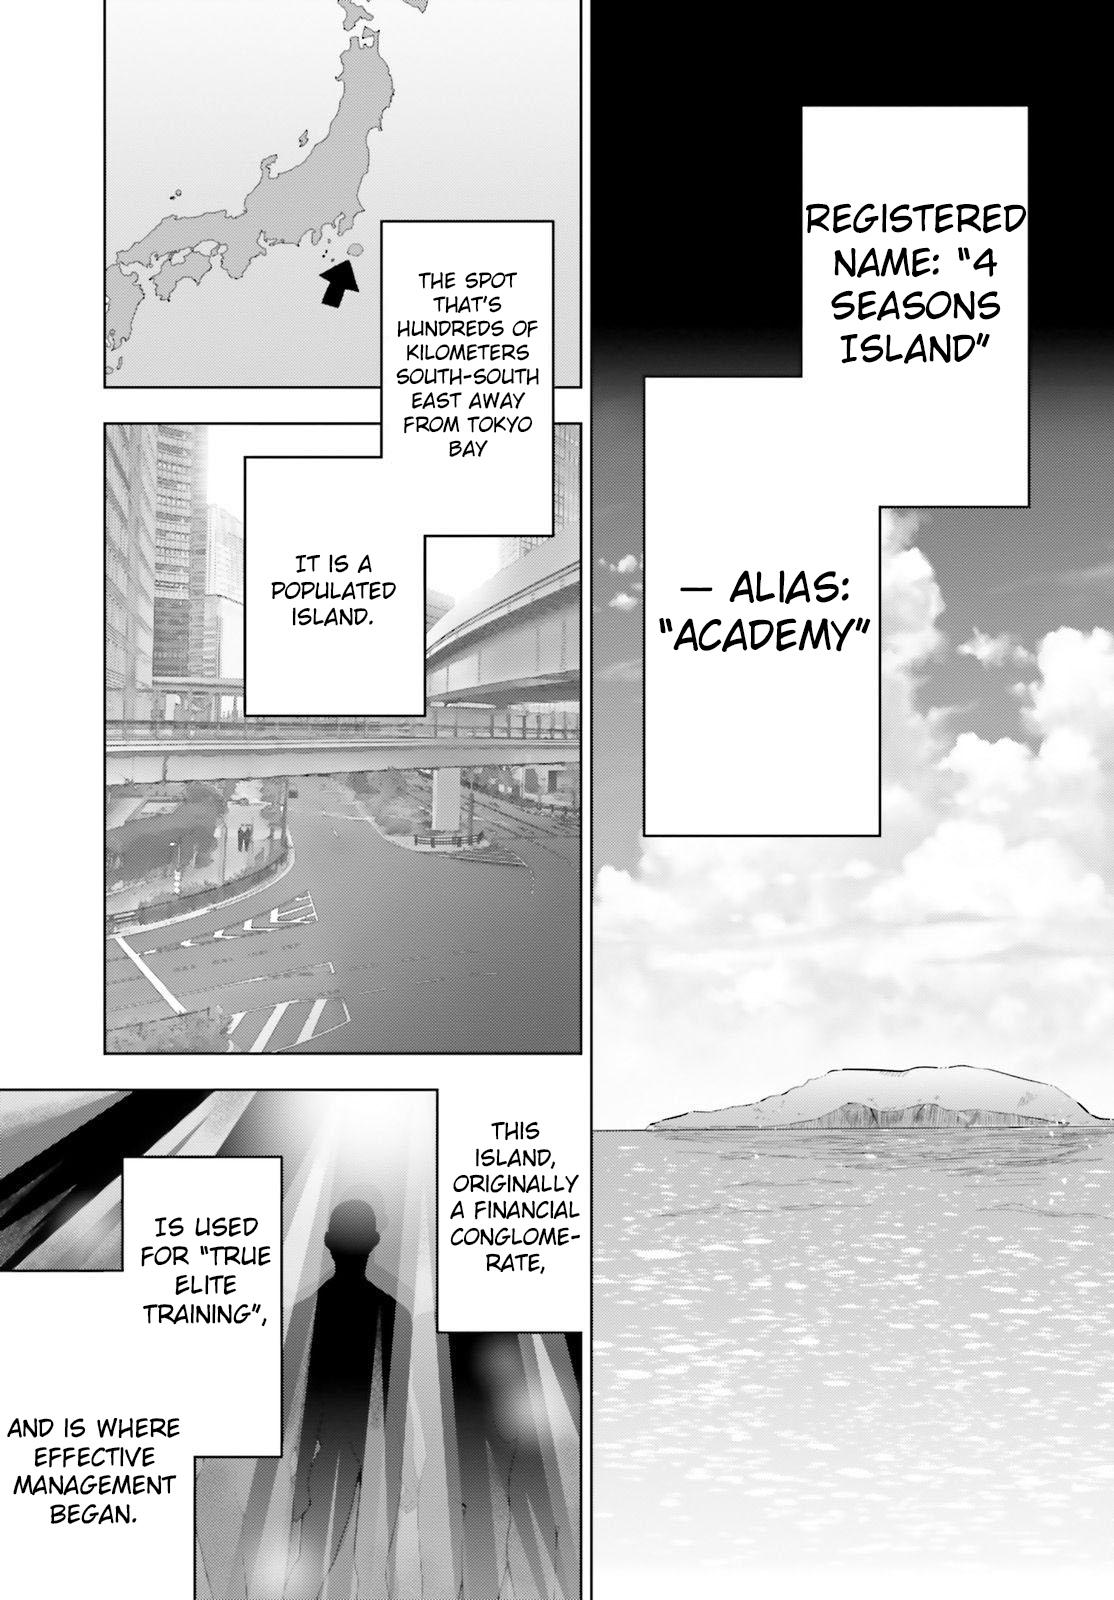 REGISTERED
NAME: "4
SEASONS
ISLAND"
— ALIAS:
"ACADEMY"
THE SPOT
THAT'S
HUNDREDS OF
KILOMETERS
SOUTH-SOUTH
EAST AWAY
FROM TOKYO
BAY
IT IS A
POPULATED
ISLAND.
THIS
ISLAND,
ORIGINALLY
A FINANCIAL
CONGLOME-
RATE,
IS USED
FOR "TRUE
ELITE
TRAINING",
AND IS WHERE
EFFECTIVE
MANAGEMENT
BEGAN.